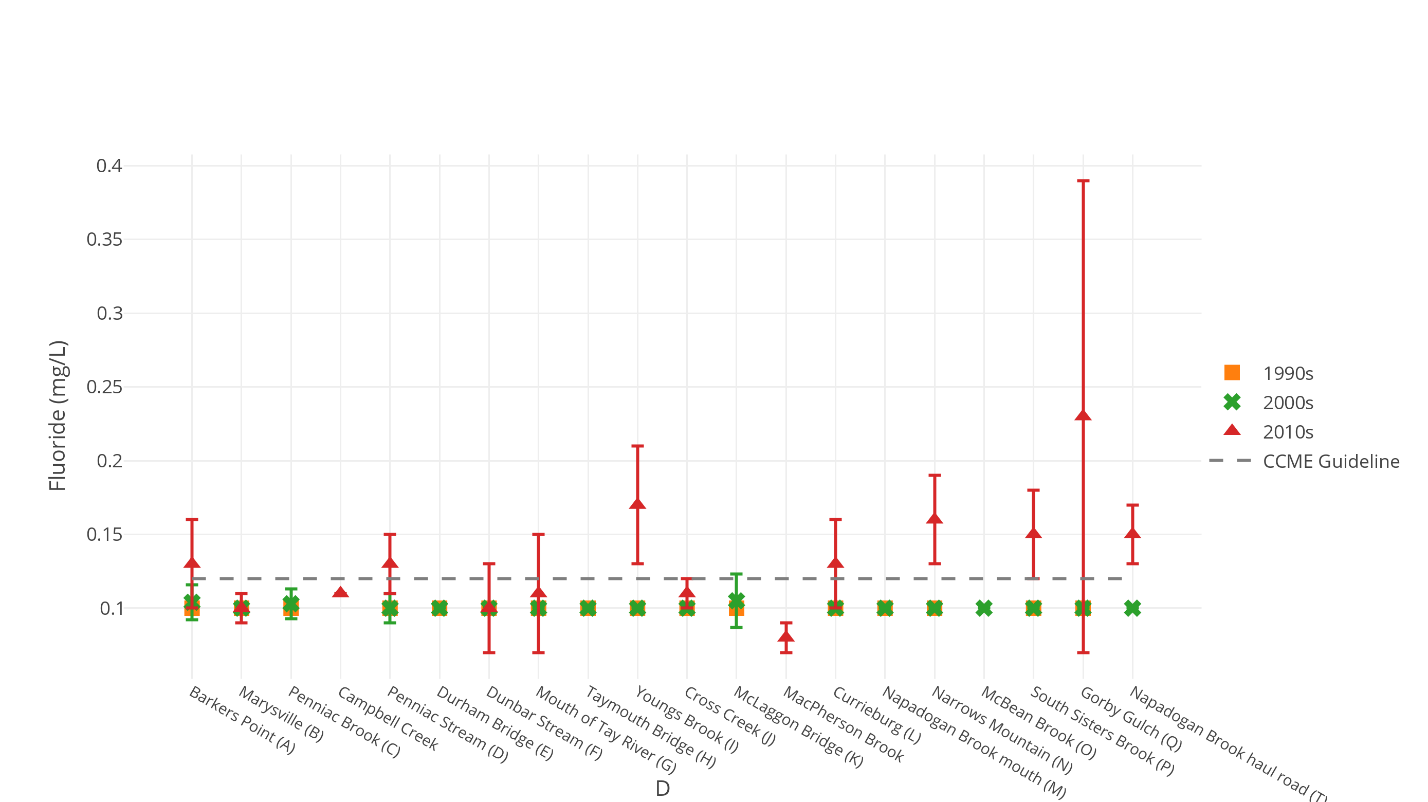 0.4
0.35
0.3
0.25
0.2
0.15
0.1
Fluoride (mg/L)
1990s
2000s
2010s
CCME Guideline
Barkers Point (A)
Marysville (B)
Penniac Brook (C)
Campbell Creek
Penniac Stream (D)
Durham Bridge (E)
Dunbar Stream (F)
Mouth of Tay River (G)
Taymouth Bridge (H)
Youngs Brook (I)
Cross Creek (J)
McLaggon Bridge (K)
MacPherson Brook
Currieburg (L)
Napadogan Brook mouth (M)
Narrows Mountain (N)
McBean Brook (O)
South Sisters Brook (P)
Gorby Gulch (Q)
Napadogan Brook haul road (T)
D